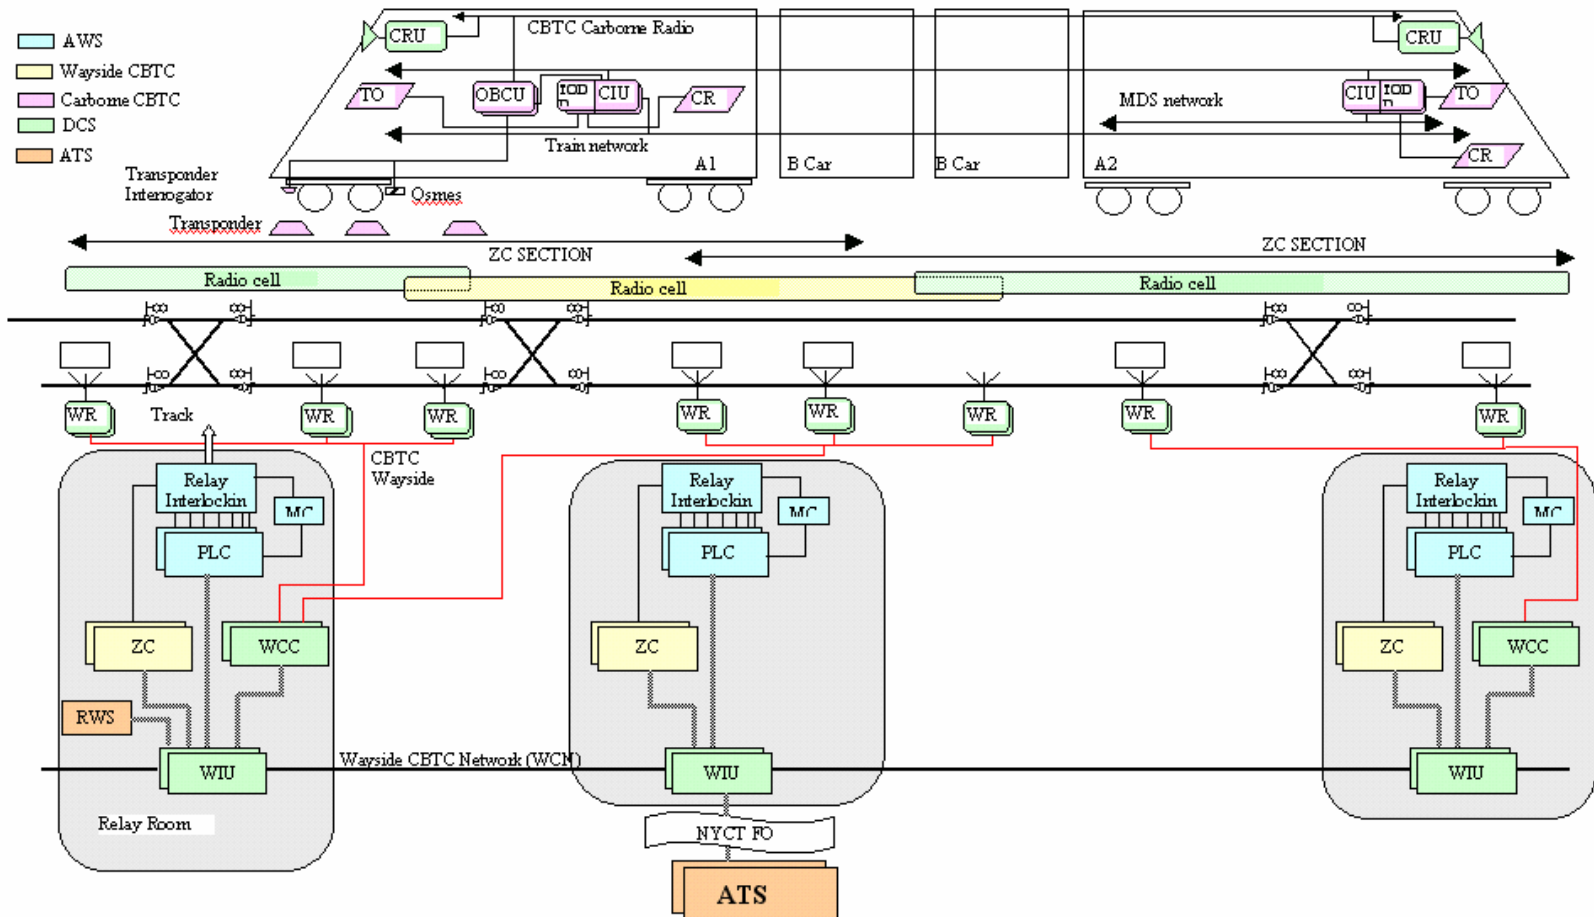 AWS
Wayside CBTC
Carborne CBTC
DCS
ATS
CRU
CBTC Carborne Radio
CRU
TO
OBCU
CIU
CR
CIU
TO
MDS network
Train network
CR
A1
B Car
B Car
A2
Transponder
Interrogator
Osmes
Transponder
ZC SECTION
ZC SECTION
Radio cell
Radio cell
Radio cell
WR
WR
WR
WR
WR
WR
WR
WR
Track
CBTC
Wayside
Relay
Interlockin
MC
PLC
ZC
WCC
RWS
WIU
Relay Room
Wayside CBTC Network (WCN)
Relay
Interlockin
MC
PLC
ZC
WIU
NYCT FO
ATS
Relay
Interlockin
MC
PLC
ZC
WCC
WIU